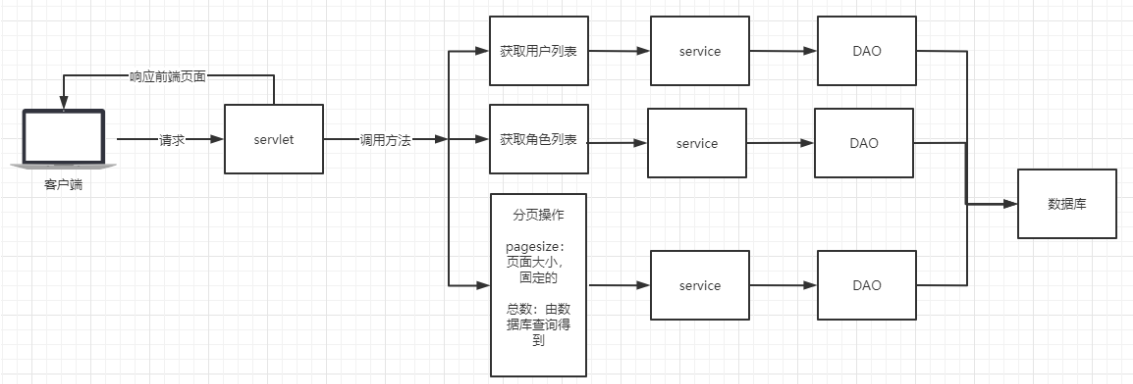 响应前端页面
客户端
请求
servlet
调用方法
获取用户列表
service
DAO
获取角色列表
service
DAO
分页操作
pagesize：
页面大小，
固定的
总数：由数
据库查询得
到
service
DAO
数据库